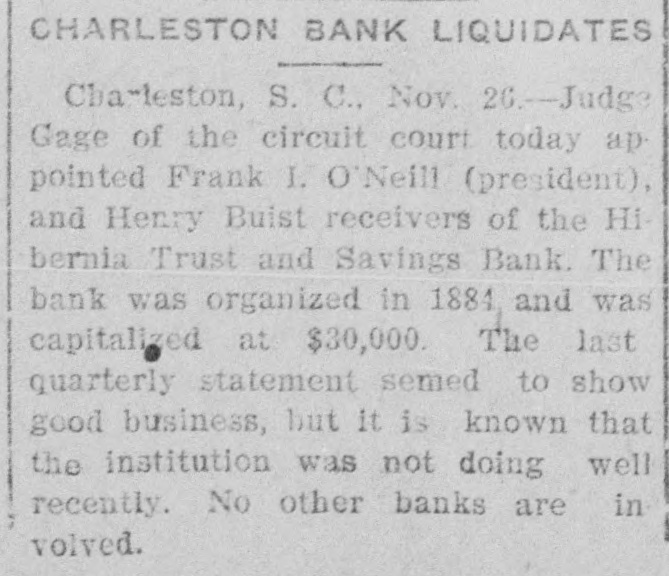 CHARLESTON BANK LIQUIDATES
Charleston, S. C., Nov. 26.—Judge
Gage of the circuit court today ap-
pointed Frank I. O'Neill (president),
and Henry Buist receivers of the Hi-
bernia Trust and Savings Bank. The
bank was organized in 1884 and was
capitalized at $30,000. The last
quarterly statement semed to show
good business, but it is known that
the institution was not doing well
recently. No other banks are in-
volved.